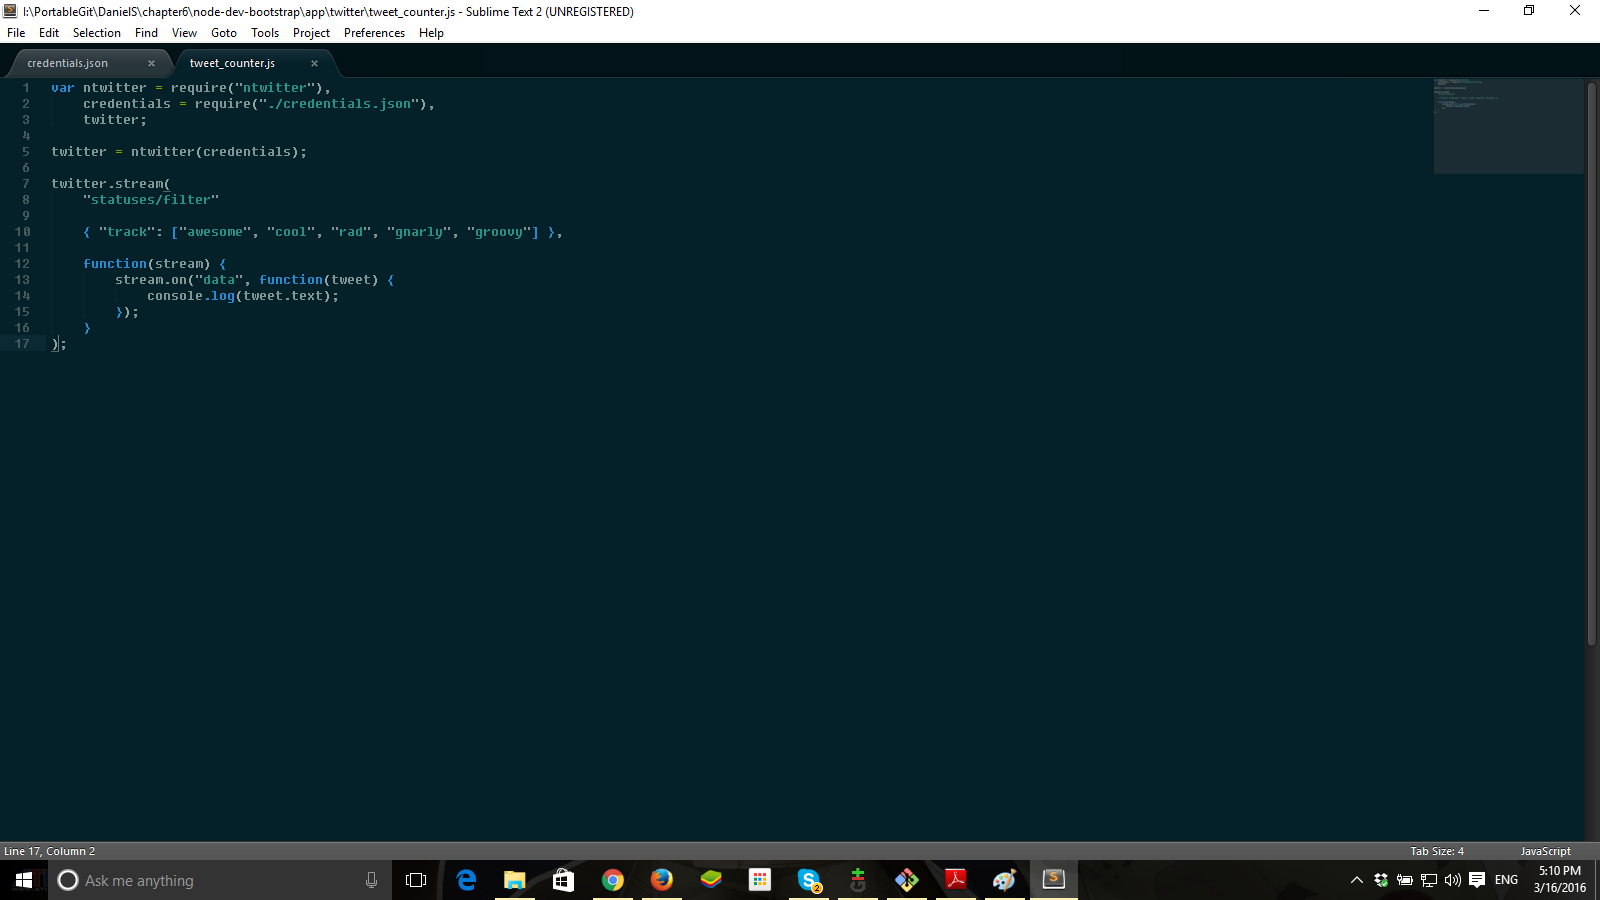 I:\PortableGit\DanielS\chapter6\node-dev-bootstrap\app\twitter\tweet_counter.js - Sublime Text 2 (UNREGISTERED)
File Edit Selection Find View Goto Tools Project Preferences Help
credentials.json × tweet_counter.js ×
1 var ntwitter = require("ntwitter"),
2     credentials = require("./credentials.json"),
3     twitter;
4
5 twitter = ntwitter(credentials);
6
7 twitter.stream(
8     "statuses/filter"
9
10     { "track": ["awesome", "cool", "rad", "gnarly", "groovy"] },
11
12     function(stream) {
13         stream.on("data", function(tweet) {
14             console.log(tweet.text);
15         });
16     }
17 );
Line 17, Column 2 Tab Size: 4 JavaScript
Ask me anything 2 ENG 5:10 PM
3/16/2016